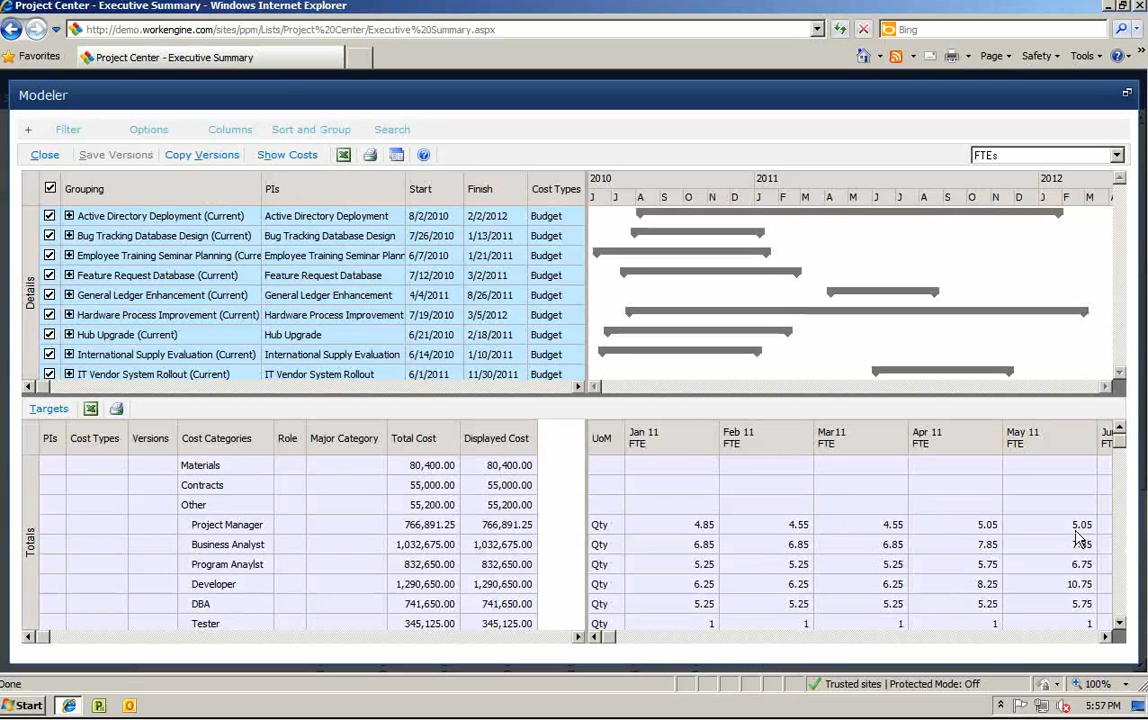 Project Center - Executive Summary - Windows Internet Explorer
http://demo.workengine.com/sites/ppm/Lists/Project%20Center/Executive%20Summary.aspx
Bing
Favorites
Project Center - Executive Summary
Page
Safety
Tools
Modeler
+ Filter Options Columns Sort and Group Search
Close Save Versions Copy Versions Show Costs
FTEs
Grouping PIs Start Finish Cost Types
2010 2011 2012
J J A S O N D J F M A M J J A S O N D J F M A
Details
Active Directory Deployment (Current) Active Directory Deployment 8/2/2010 2/2/2012 Budget
Bug Tracking Database Design (Current) Bug Tracking Database Design 7/26/2010 1/13/2011 Budget
Employee Training Seminar Planning (Curre Employee Training Seminar Plann 6/7/2010 1/21/2011 Budget
Feature Request Database (Current) Feature Request Database 7/12/2010 3/2/2011 Budget
General Ledger Enhancement (Current) General Ledger Enhancement 4/4/2011 8/26/2011 Budget
Hardware Process Improvement (Current) Hardware Process Improvement 7/19/2010 3/5/2012 Budget
Hub Upgrade (Current) Hub Upgrade 6/21/2010 2/18/2011 Budget
International Supply Evaluation (Current) International Supply Evaluation 6/14/2010 1/10/2011 Budget
IT Vendor System Rollout (Current) IT Vendor System Rollout 6/1/2011 11/30/2011 Budget
Targets
PIs Cost Types Versions Cost Categories Role Major Category Total Cost Displayed Cost UoM
Jan 11 Feb 11 Mar11 Apr 11 May 11 Ju
FTE FTE FTE FTE FTE FT
Totals
Materials 80,400.00 80,400.00
Contracts 55,000.00 55,000.00
Other 55,200.00 55,200.00
Project Manager 766,891.25 766,891.25 Qty 4.85 4.55 4.55 5.05 5.05
Business Analyst 1,032,675.00 1,032,675.00 Qty 6.85 6.85 6.85 7.85
Program Anaylst 832,650.00 832,650.00 Qty 5.25 5.25 5.25 5.75 6.75
Developer 1,290,650.00 1,290,650.00 Qty 6.25 6.25 6.25 8.25 10.75
DBA 741,650.00 741,650.00 Qty 5.25 5.25 5.25 5.25 5.75
Tester 345,125.00 345,125.00 Qty 1 1 1 1 1
Done
Trusted sites | Protected Mode: Off
100%
Start
5:57 PM